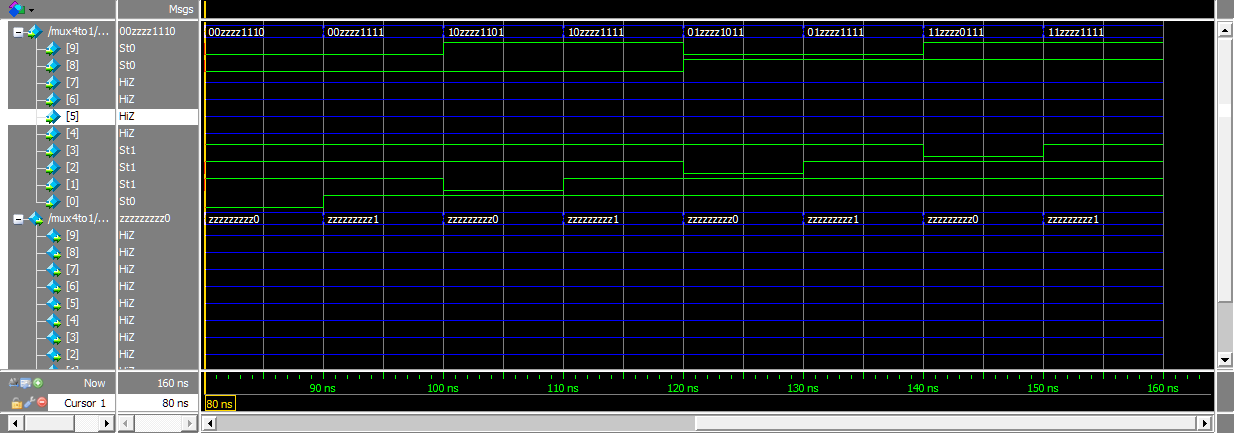 Msgs
/mux4to1/... 00zzzz1110 00zzzz1110 00zzzz1111 10zzzz1101 10zzzz1111 01zzzz1011 01zzzz1111 11zzzz0111 11zzzz1111
[9] St0
[8] St0
[7] HiZ
[6] HiZ
[5] HiZ
[4] HiZ
[3] St1
[2] St1
[1] St1
[0] St0
/mux4to1/... zzzzzzzzz0 zzzzzzzzz0 zzzzzzzzz1 zzzzzzzzz0 zzzzzzzzz1 zzzzzzzzz0 zzzzzzzzz1 zzzzzzzzz0 zzzzzzzzz1
[9] HiZ
[8] HiZ
[7] HiZ
[6] HiZ
[5] HiZ
[4] HiZ
[3] HiZ
[2] HiZ
Now 160 ns 90 ns 100 ns 110 ns 120 ns 130 ns 140 ns 150 ns 160 ns
Cursor 1 80 ns 80 ns